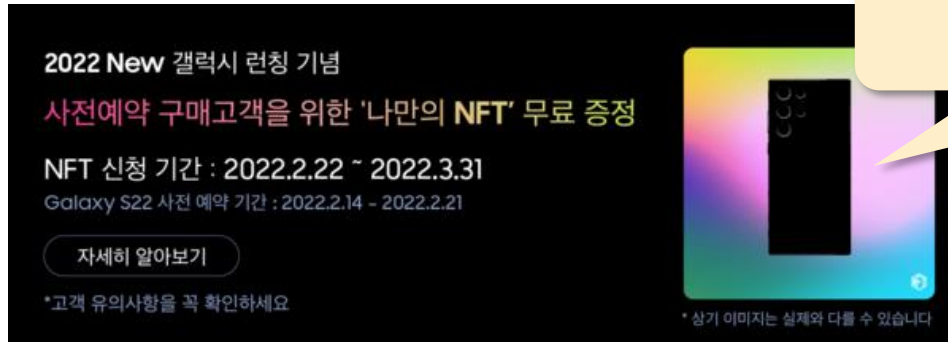 2022 New 갤럭시 런칭 기념
사전예약 구매고객을 위한 '나만의 NFT' 무료 증정
NFT 신청 기간 : 2022.2.22 ~ 2022.3.31
Galaxy S22 사전 예약 기간 : 2022.2.14 - 2022.2.21
자세히 알아보기
*고객 유의사항을 꼭 확인하세요
* 상기 이미지는 실제와 다를 수 있습니다